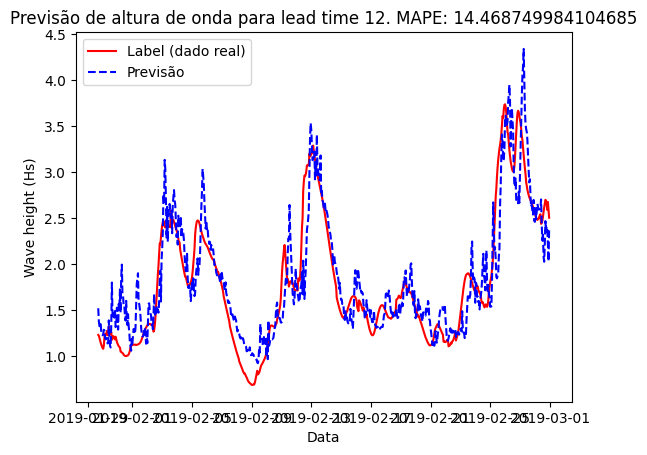 Previsão de altura de onda para lead time 12. MAPE: 14.468749984104685
Label (dado real)
Previsão
Wave height (Hs)
4.5
4.0
3.5
3.0
2.5
2.0
1.5
1.0
2019-01-29 2019-02-01 2019-02-05 2019-02-09 2019-02-13 2019-02-17 2019-02-21 2019-02-25 2019-03-01
Data